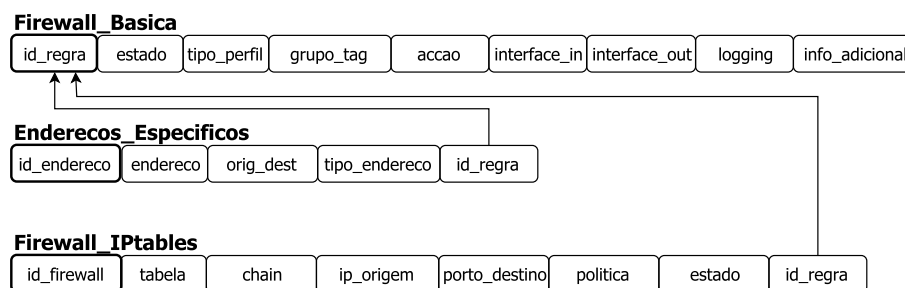 Firewall_Basica
id_regra estado tipo_perfil grupo_tag accao interface_in interface_out logging info_adicional
Enderecos_Especificos
id_endereco endereco orig_dest tipo_endereco id_regra
Firewall_IPtables
id_firewall tabela chain ip_origem porto_destino politica estado id_regra